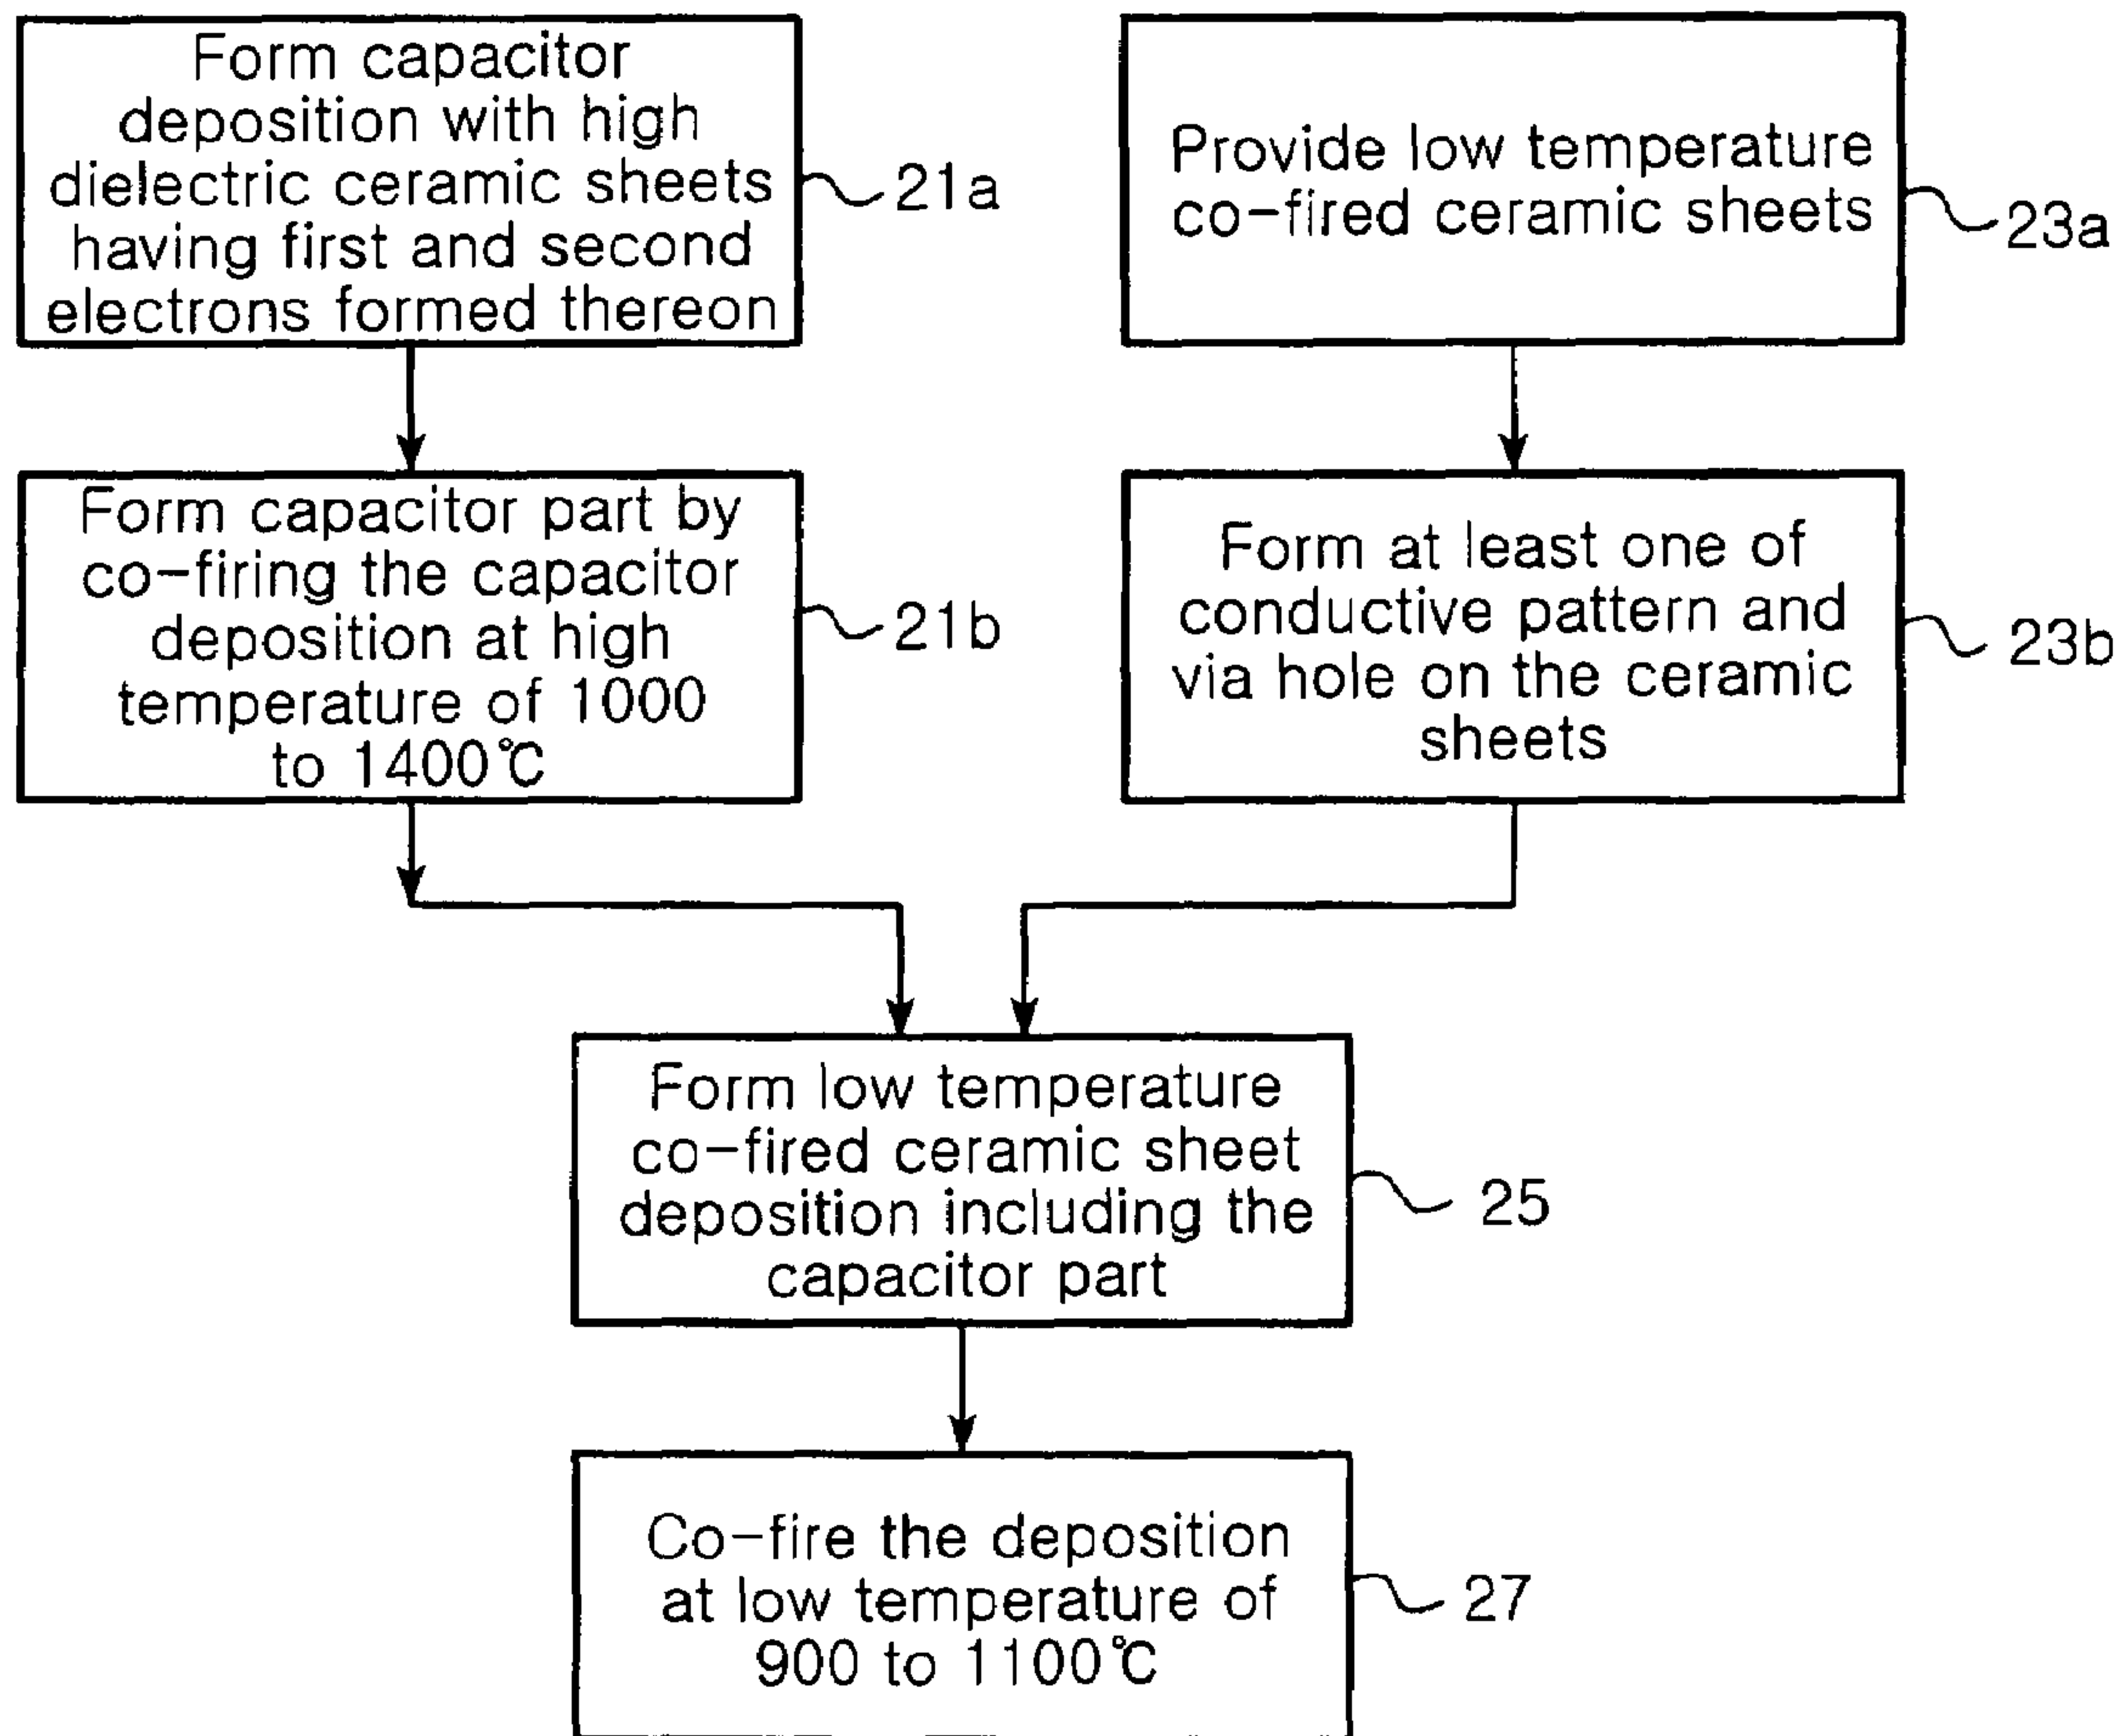 Form capacitor
deposition with high
dielectric ceramic sheets
having first and second
electrons formed thereon
21a
Provide low temperature
co-fired ceramic sheets
23a
Form capacitor part by
co-firing the capacitor
deposition at high
temperature of 1000
to 1400℃
21b
Form at least one of
conductive pattern and
via hole on the ceramic
sheets
23b
Form low temperature
co-fired ceramic sheet
deposition including the
capacitor part
25
Co-fire the deposition
at low temperature of
900 to 1100℃
27